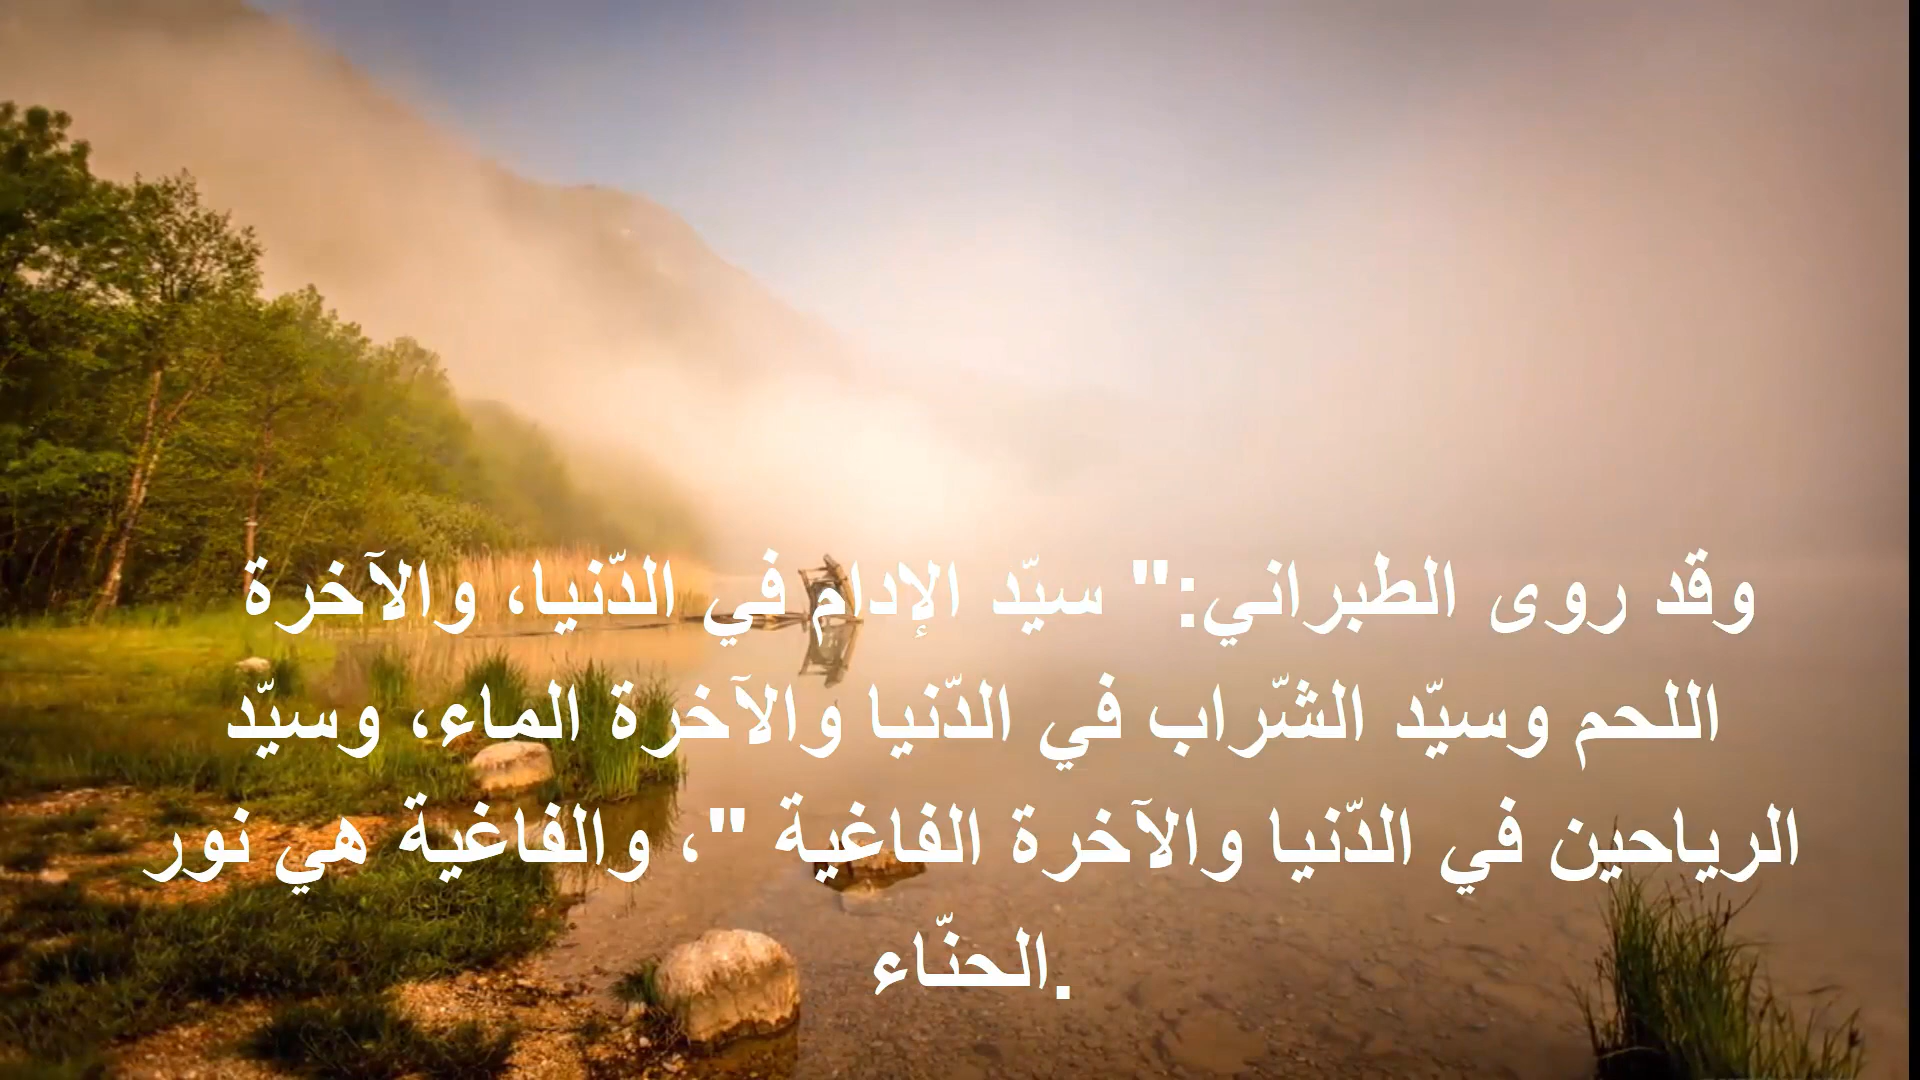 وقد روى الطبراني:" سيّد الإدام في الدّنيا، والآخرة
اللحم وسيّد الشّراب في الدّنيا والآخرة الماء، وسيّد
الرياحين في الدّنيا والآخرة الفاغية "، والفاغية هي نور
.الحنّاء